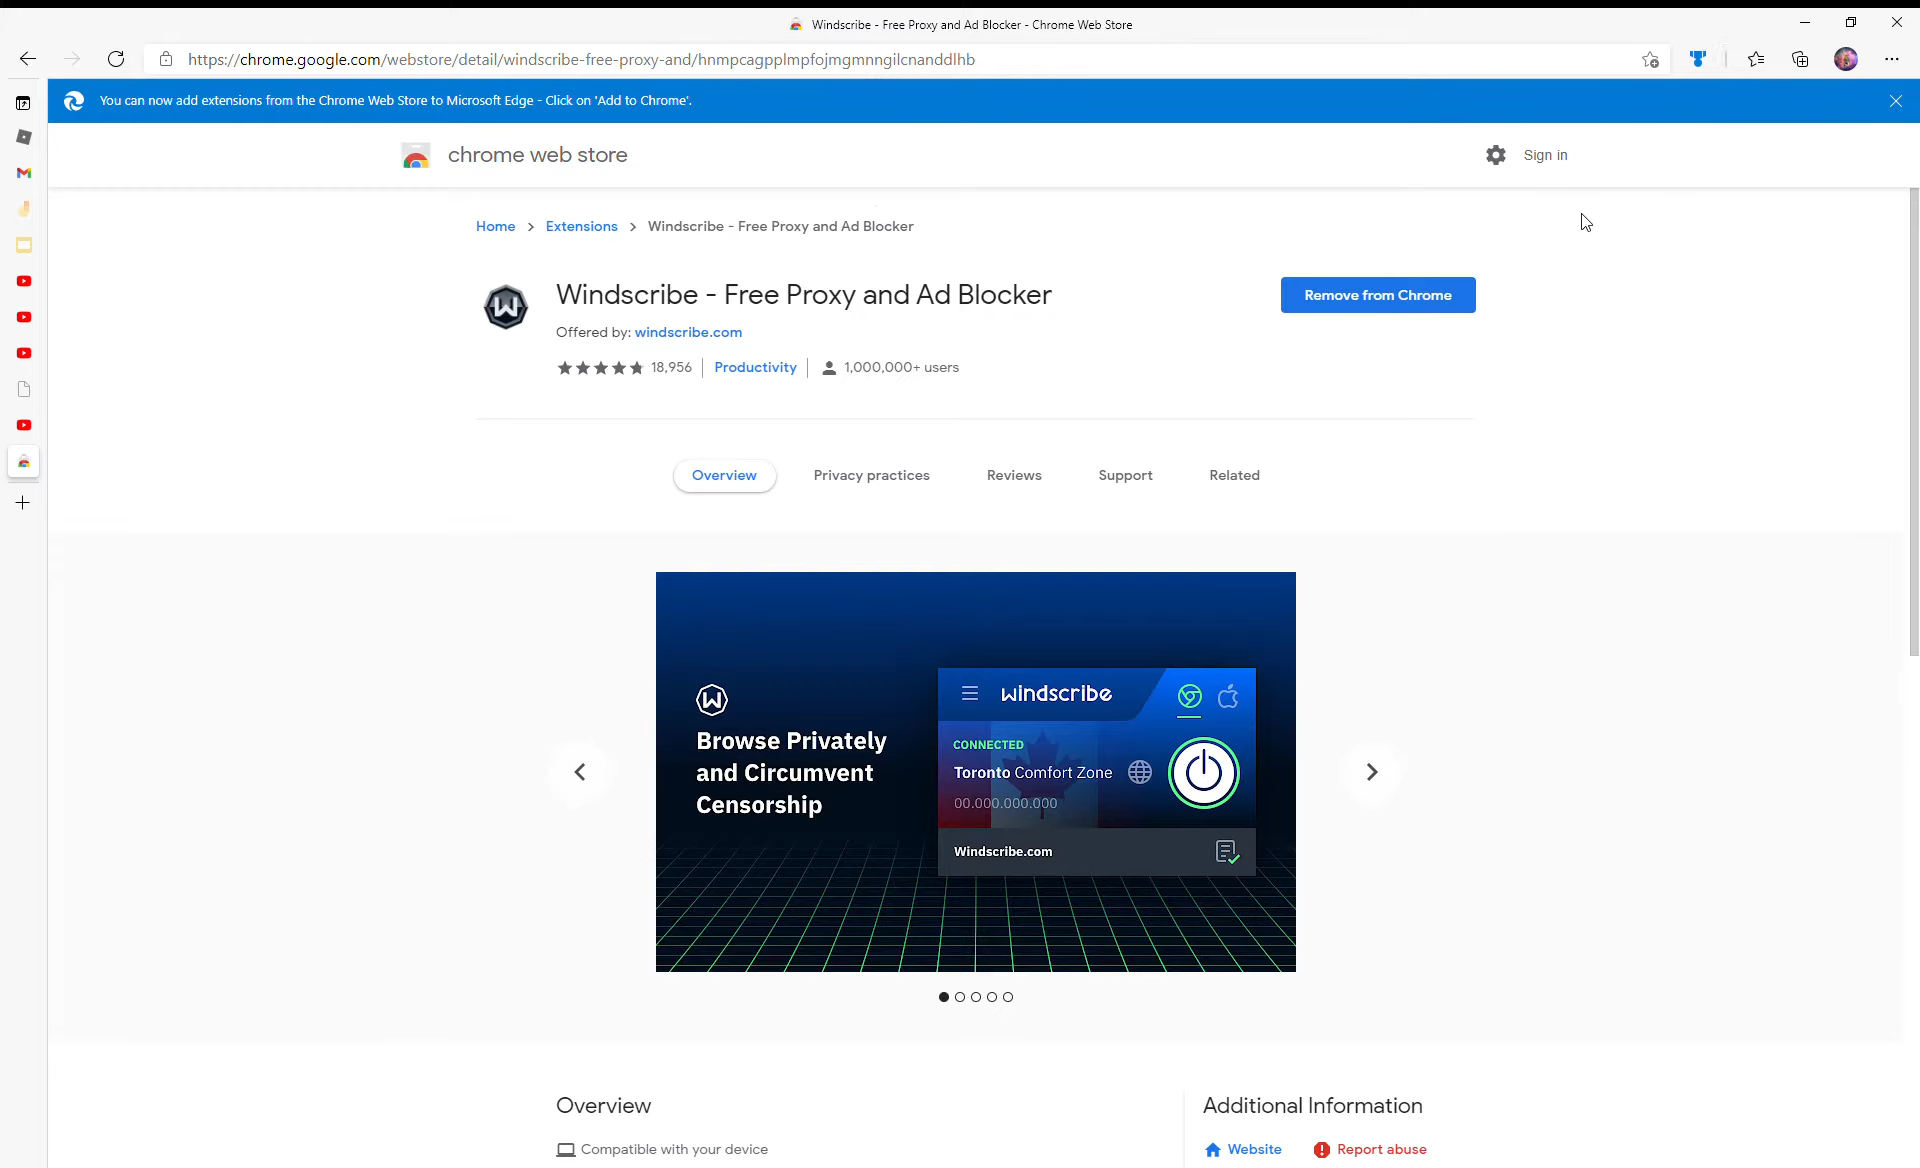 Windscribe - Free Proxy and Ad Blocker - Chrome Web Store
https://chrome.google.com/webstore/detail/windscribe-free-proxy-and/hnmpcagpplmpfojmgmnngilcnanddlhb
You can now add extensions from the Chrome Web Store to Microsoft Edge - Click on 'Add to Chrome'.
chrome web store
Sign in
Home > Extensions > Windscribe - Free Proxy and Ad Blocker
Windscribe - Free Proxy and Ad Blocker
Remove from Chrome
Offered by: windscribe.com
18,956
Productivity
1,000,000+ users
Overview
Privacy practices
Reviews
Support
Related
Browse Privately
and Circumvent
Censorship
windscribe
CONNECTED
Toronto Comfort Zone
00.000.000.000
Windscribe.com
Overview
Compatible with your device
Additional Information
Website
Report abuse